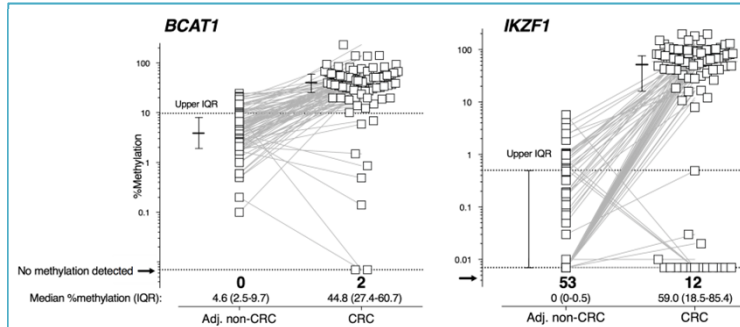 BCAT1
IKZF1
%Methylation
100
10
1
0.1
Upper IQR
100
10
1
0.1
0.01
Upper IQR
No methylation detected
0 2
53 12
Median %methylation (IQR): 4.6 (2.5-9.7) 44.8 (27.4-60.7)
0 (0-0.5) 59.0 (18.5-85.4)
Adj. non-CRC CRC
Adj. non-CRC CRC